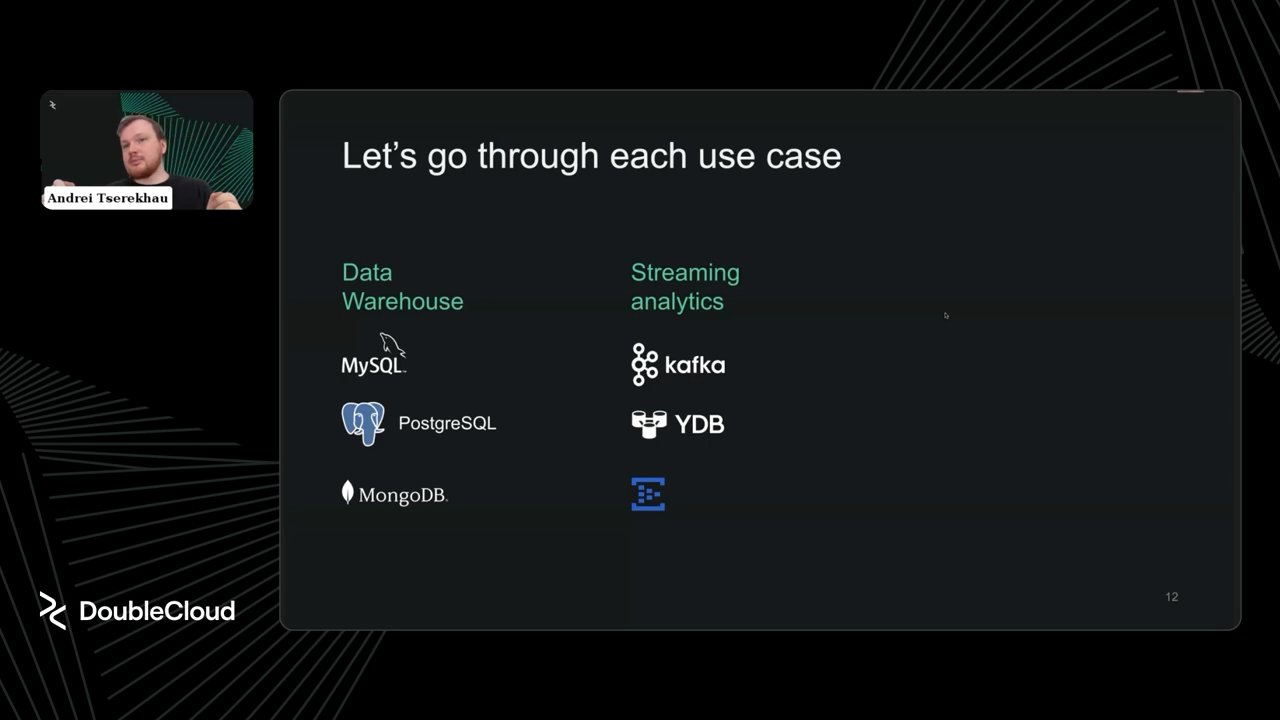 Andrei Tserekhau
Let’s go through each use case
Data
Warehouse
MySQL
PostgreSQL
MongoDB
Streaming
analytics
kafka
YDB
12
DoubleCloud